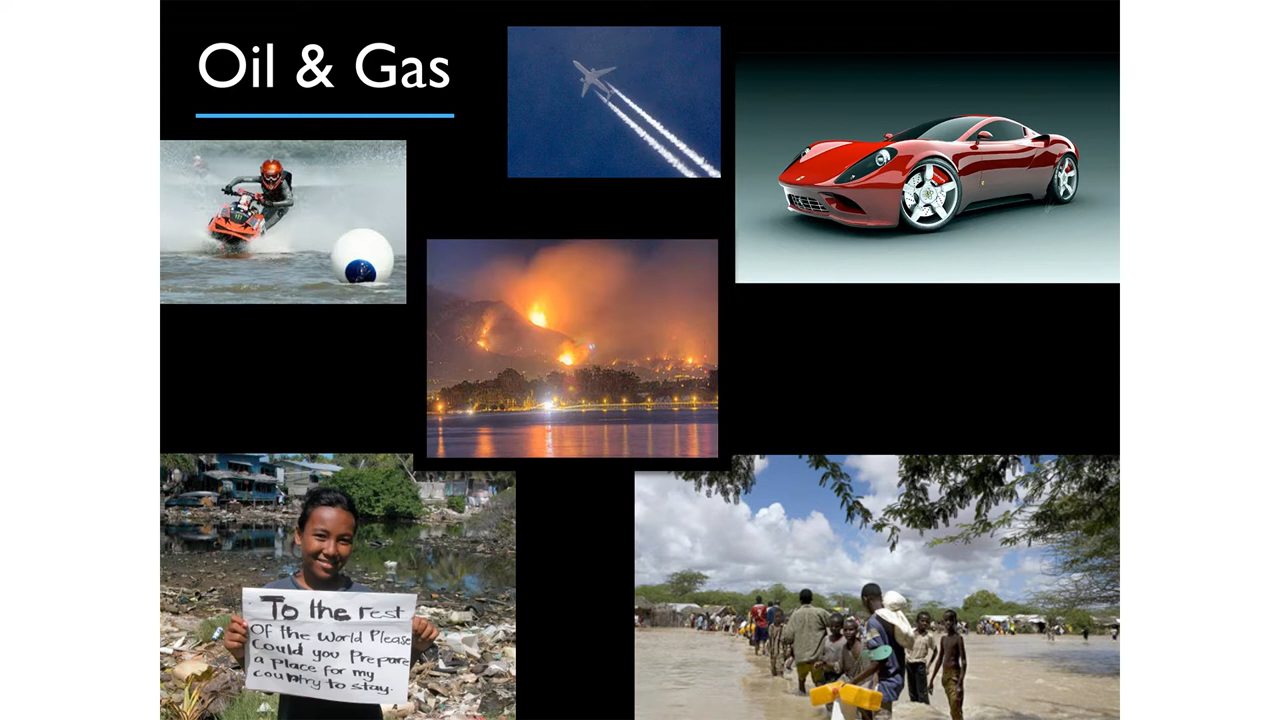 Oil & Gas
To the rest
Of the World Please
Could you Prepare
a Place for my
country to stay.